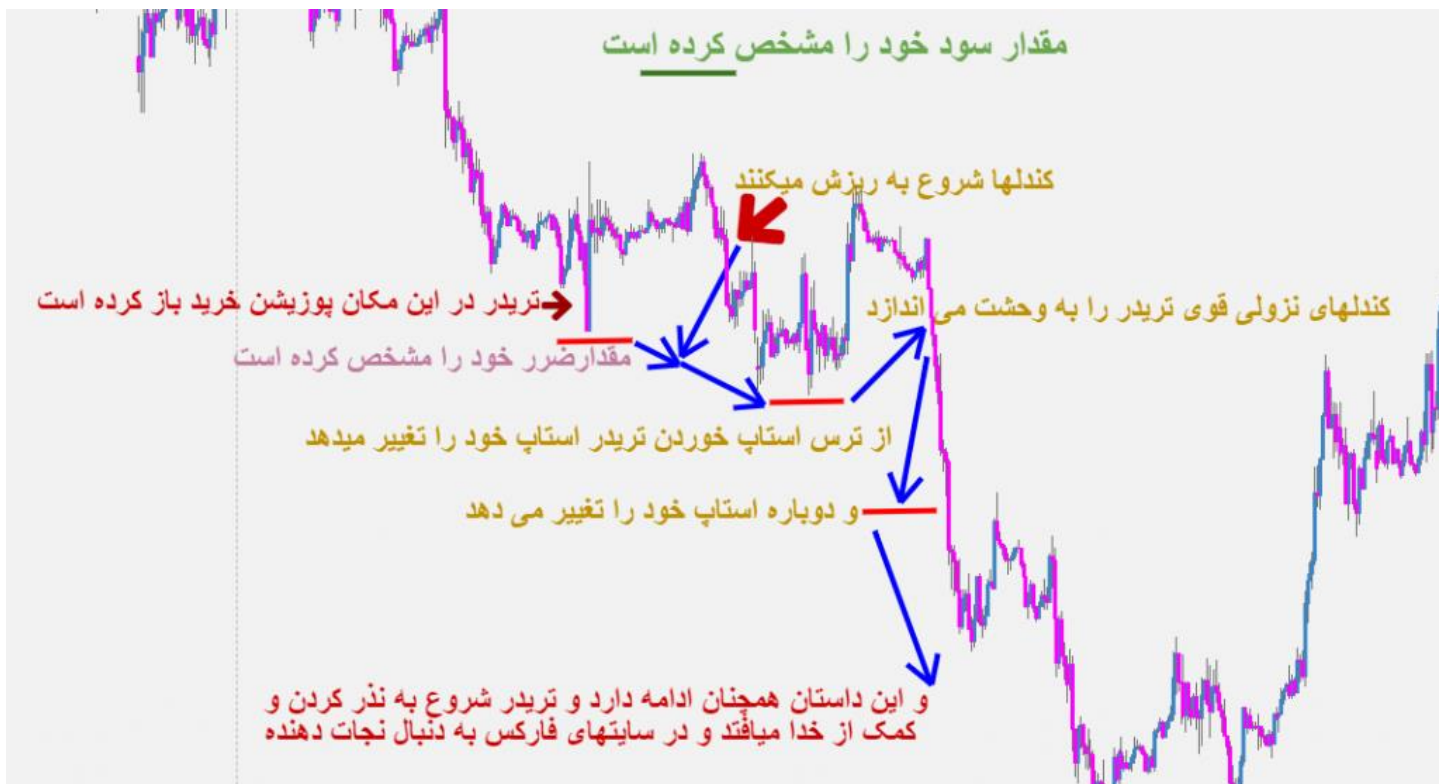 مقدار سود خود را مشخص کرده است
کندلها شروع به ریزش میکنند
تریدر در این مکان پوزیشن خرید باز کرده است
کندلهای نزولی قوی تریدر را به وحشت می اندازد
مقدارضرر خود را مشخص کرده است
از ترس استاپ خوردن تریدر استاپ خود را تغییر میدهد
و دوباره استاپ خود را تغییر می دهد
و این داستان همچنان ادامه دارد و تریدر شروع به نذر کردن و
کمک از خدا میافتد و در سایتهای فارکس به دنبال نجات دهنده